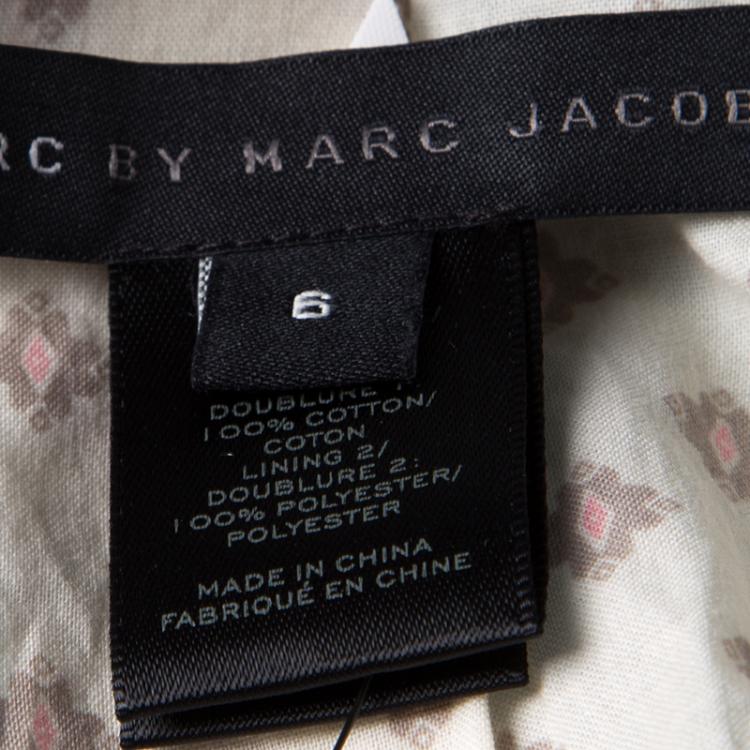 RC BY MARC JACOB
6
DOUBLURE 1:
100% COTTON/
COTON
LINING 2/
DOUBLURE 2:
100% POLYESTER/
POLYESTER
MADE IN CHINA
FABRIQUÉ EN CHINE